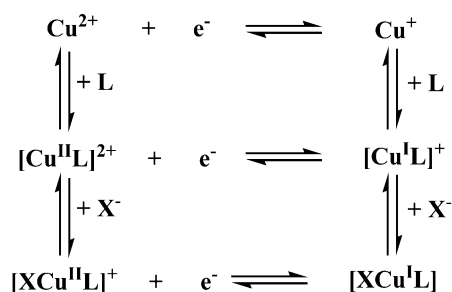 Cu²⁺ + e⁻ ⇌ Cu⁺
+ L + L
[CuᴵᴵL]²⁺ + e⁻ ⇌ [CuᴵL]⁺
+ X⁻ + X⁻
[XCuᴵᴵL]⁺ + e⁻ ⇌ [XCuᴵL]